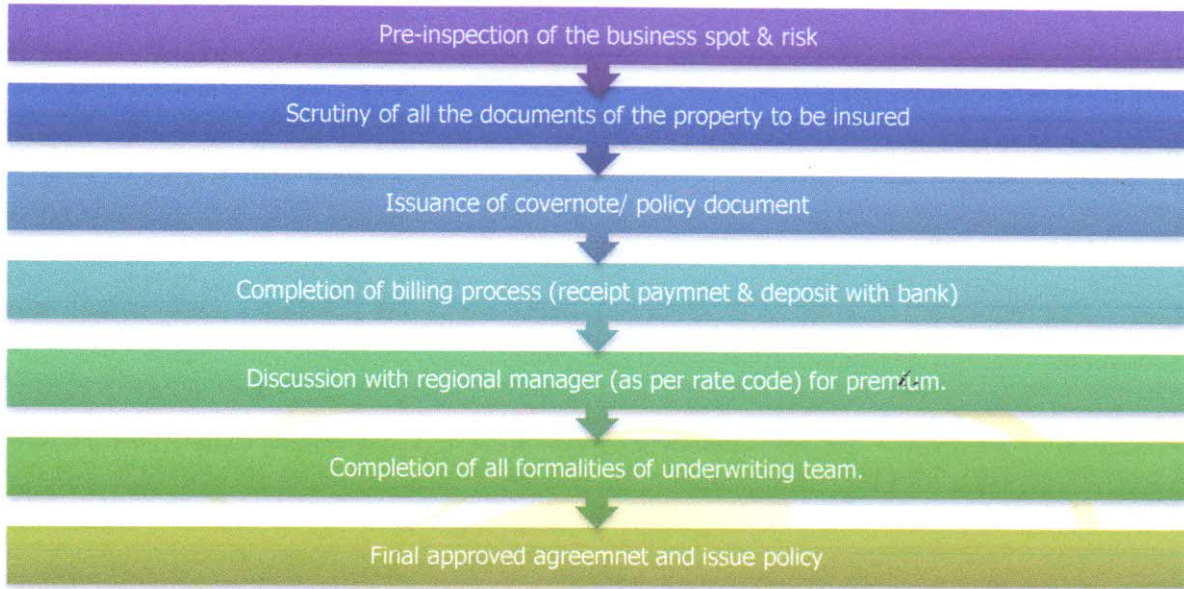 Pre-inspection of the business spot & risk
Scrutiny of all the documents of the property to be insured
Issuance of covernote/ policy document
Completion of billing process (receipt paymnet & deposit with bank)
Discussion with regional manager (as per rate code) for premium.
Completion of all formalities of underwriting team.
Final approved agreemnet and issue policy